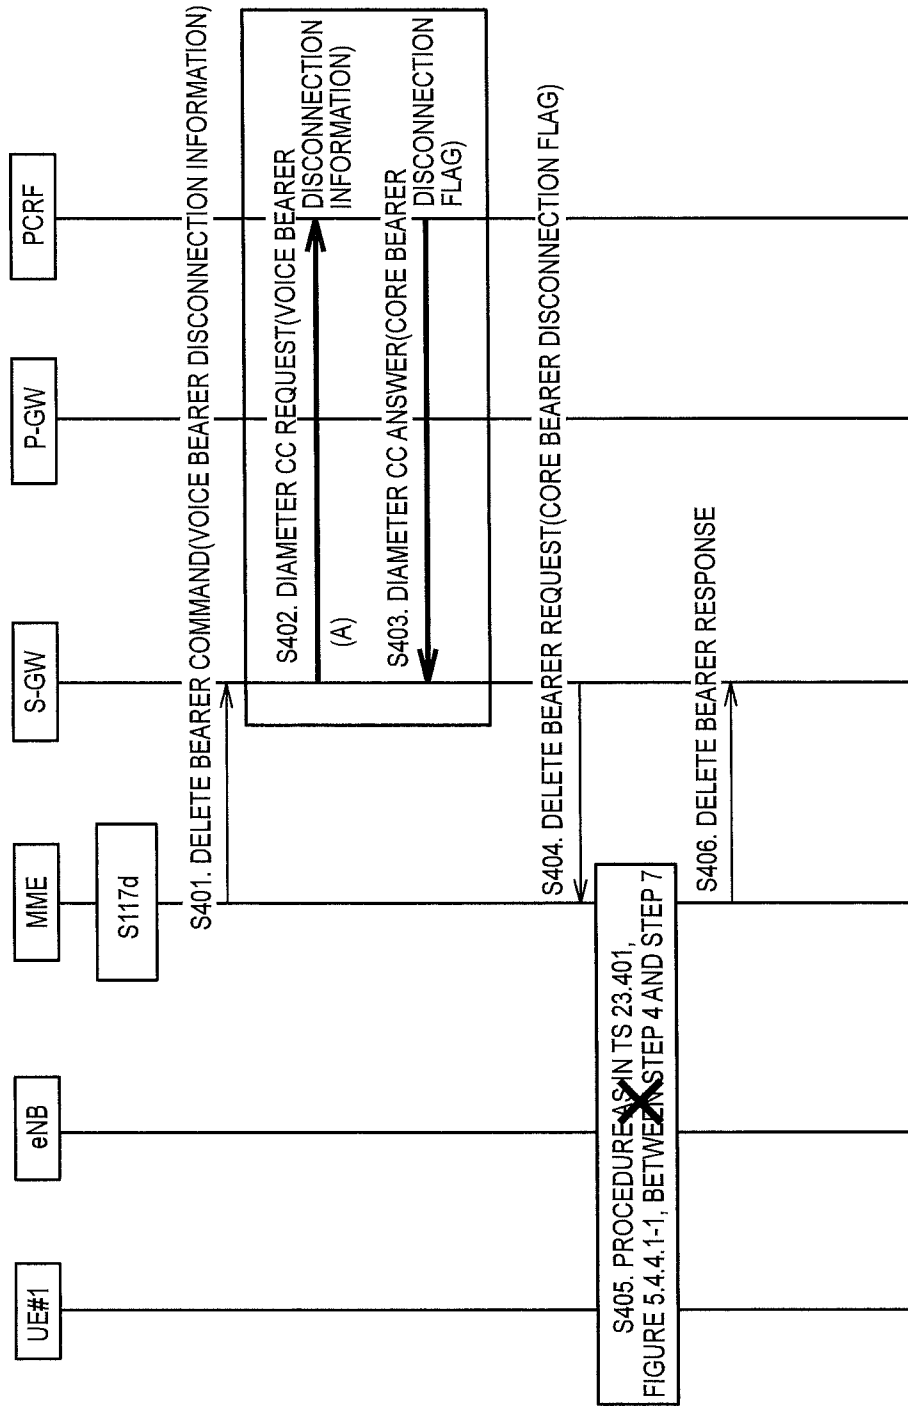 UE#1
eNB
MME
S-GW
P-GW
PCRF
S117d
S401. DELETE BEARER COMMAND(VOICE BEARER DISCONNECTION INFORMATION)
S402. DIAMETER CC REQUEST(VOICE BEARER
DISCONNECTION
INFORMATION)
(A)
S403. DIAMETER CC ANSWER(CORE BEARER
DISCONNECTION
FLAG)
S404. DELETE BEARER REQUEST(CORE BEARER DISCONNECTION FLAG)
S405. PROCEDURE AS IN TS 23.401,
FIGURE 5.4.4.1-1, BETWEEN STEP 4 AND STEP 7
S406. DELETE BEARER RESPONSE